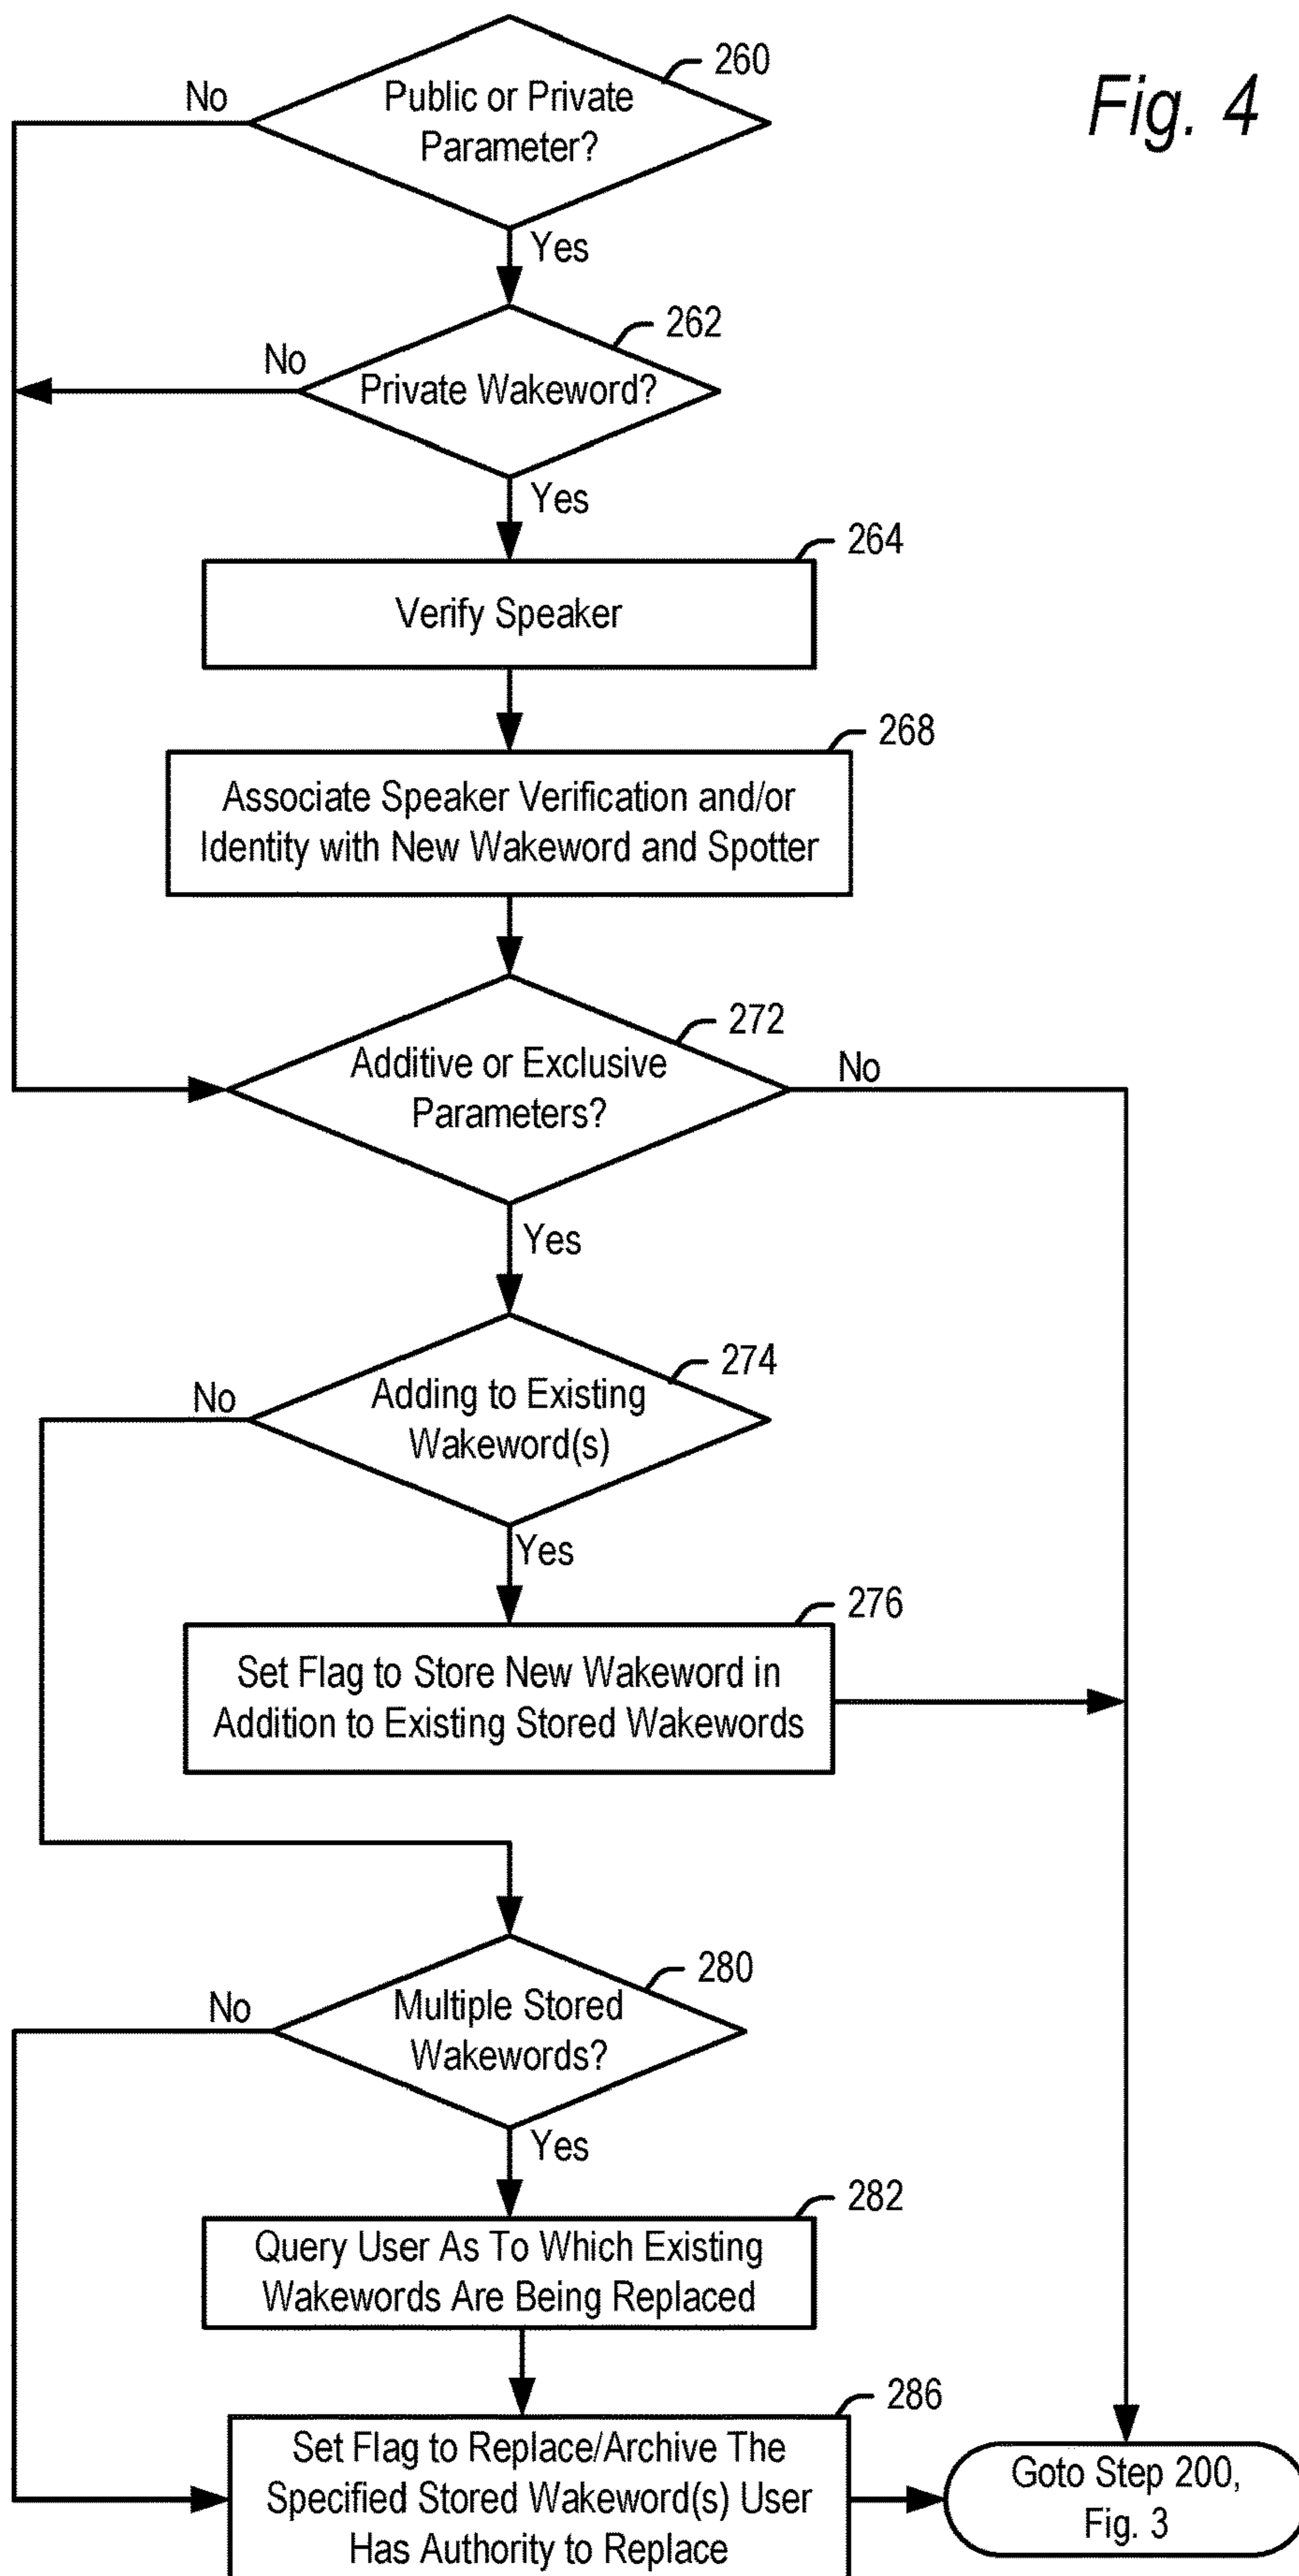 Fig. 4
260
No
Public or Private
Parameter?
Yes
262
No
Private Wakeword?
Yes
264
Verify Speaker
268
Associate Speaker Verification and/or
Identity with New Wakeword and Spotter
272
Additive or Exclusive
Parameters?
No
Yes
274
No
Adding to Existing
Wakeword(s)
Yes
276
Set Flag to Store New Wakeword in
Addition to Existing Stored Wakewords
280
No
Multiple Stored
Wakewords?
Yes
282
Query User As To Which Existing
Wakewords Are Being Replaced
286
Set Flag to Replace/Archive The
Specified Stored Wakeword(s) User
Has Authority to Replace
Goto Step 200,
Fig. 3